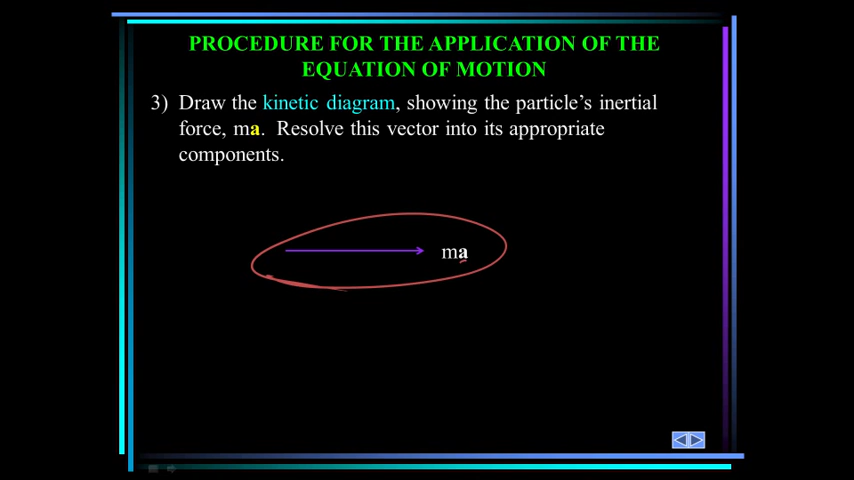 PROCEDURE FOR THE APPLICATION OF THE
EQUATION OF MOTION
3) Draw the kinetic diagram, showing the particle’s inertial
force, ma. Resolve this vector into its appropriate
components.
ma